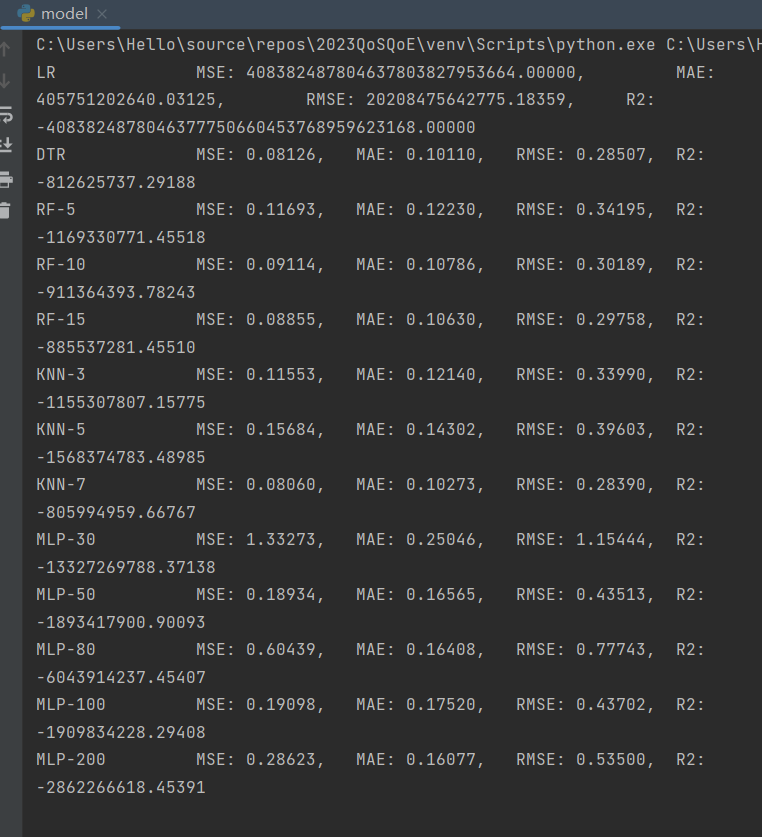 model
C:\Users\Hello\source\repos\2023QoSQoE\venv\Scripts\python.exe C:\Users\H
LR MSE: 408382487804637803827953664.00000, MAE:
405751202640.03125, RMSE: 20208475642775.18359, R2:
-4083824878046377750660453768959623168.00000
DTR MSE: 0.08126, MAE: 0.10110, RMSE: 0.28507, R2:
-812625737.29188
RF-5 MSE: 0.11693, MAE: 0.12230, RMSE: 0.34195, R2:
-1169330771.45518
RF-10 MSE: 0.09114, MAE: 0.10786, RMSE: 0.30189, R2:
-911364393.78243
RF-15 MSE: 0.08855, MAE: 0.10630, RMSE: 0.29758, R2:
-885537281.45510
KNN-3 MSE: 0.11553, MAE: 0.12140, RMSE: 0.33990, R2:
-1155307807.15775
KNN-5 MSE: 0.15684, MAE: 0.14302, RMSE: 0.39603, R2:
-1568374783.48985
KNN-7 MSE: 0.08060, MAE: 0.10273, RMSE: 0.28390, R2:
-805994959.66767
MLP-30 MSE: 1.33273, MAE: 0.25046, RMSE: 1.15444, R2:
-13327269788.37138
MLP-50 MSE: 0.18934, MAE: 0.16565, RMSE: 0.43513, R2:
-1893417900.90093
MLP-80 MSE: 0.60439, MAE: 0.16408, RMSE: 0.77743, R2:
-6043914237.45407
MLP-100 MSE: 0.19098, MAE: 0.17520, RMSE: 0.43702, R2:
-1909834228.29408
MLP-200 MSE: 0.28623, MAE: 0.16077, RMSE: 0.53500, R2:
-2862266618.45391